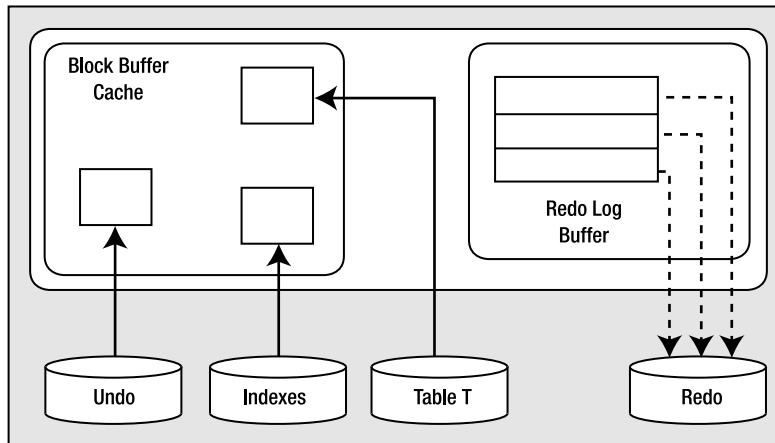 Block Buffer
Cache
Redo Log
Buffer
Undo
Indexes
Table T
Redo